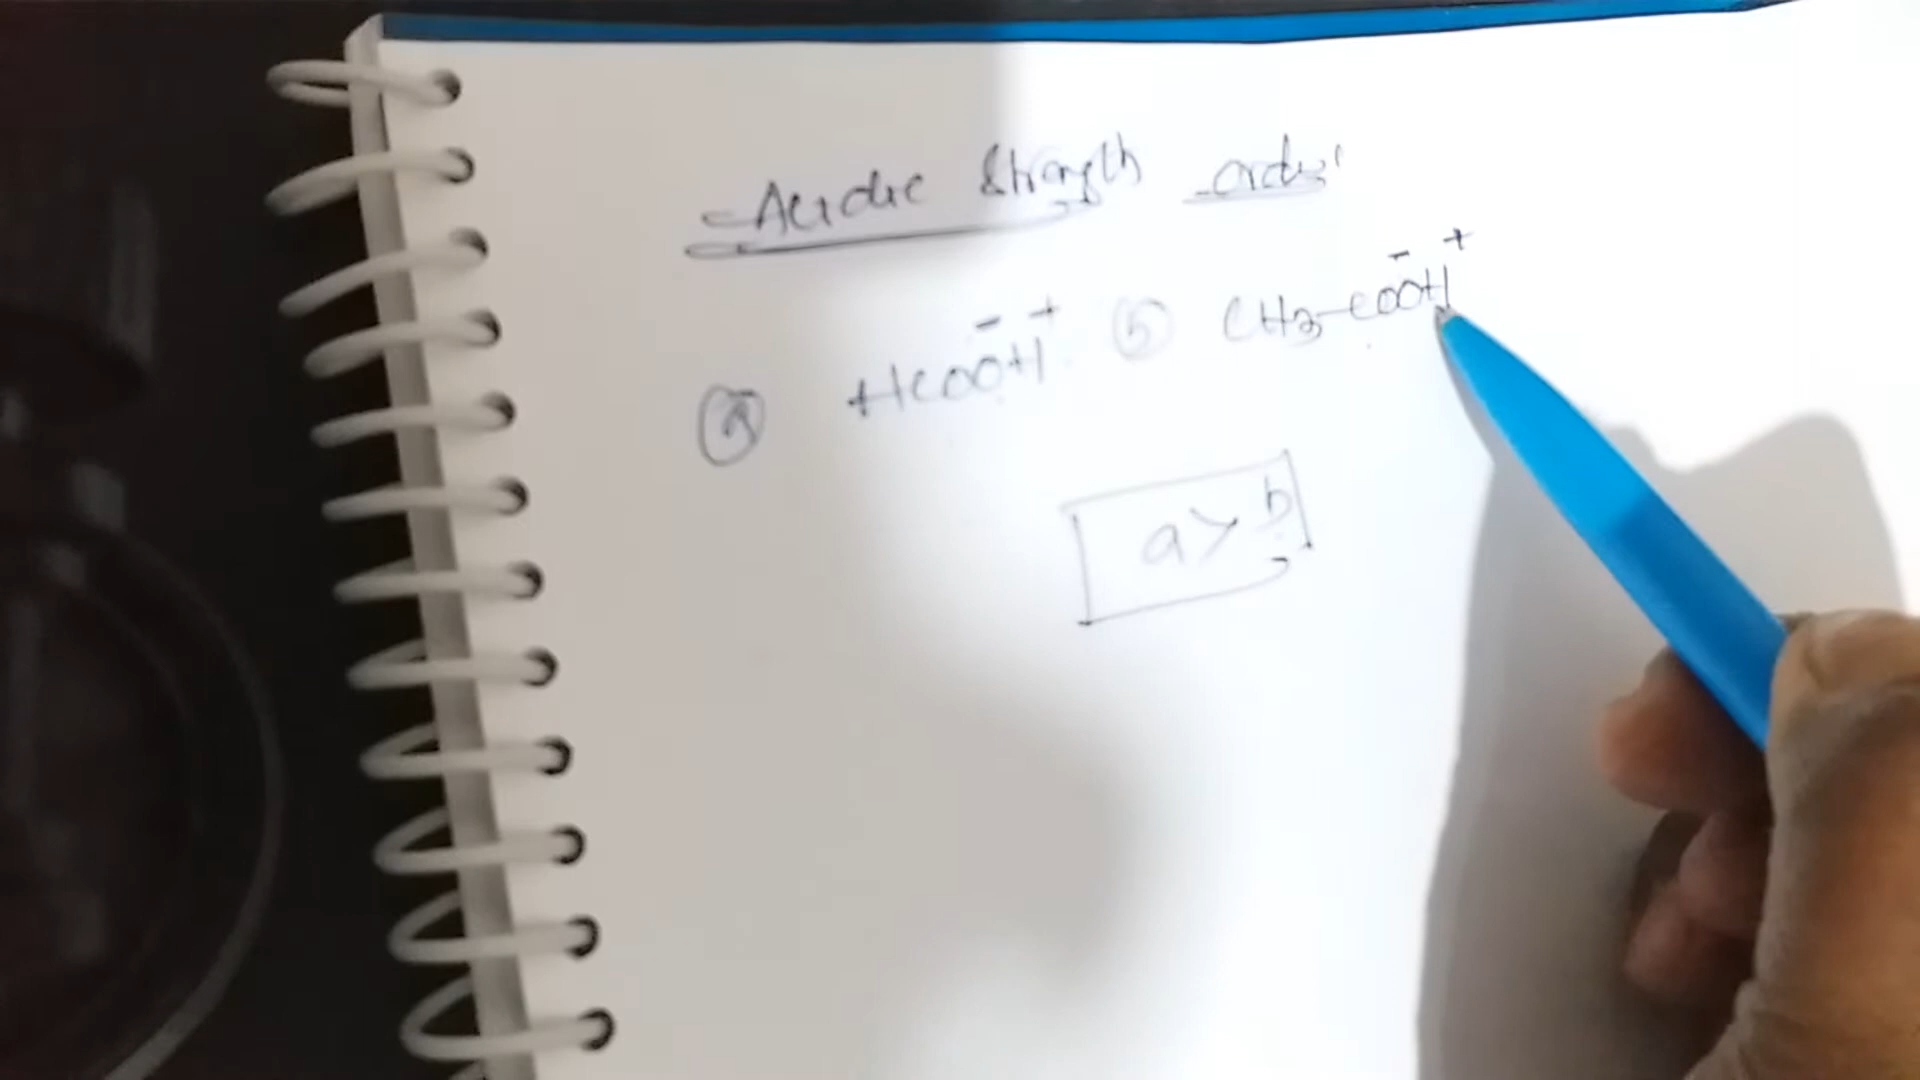 Acidic Strength order
ⓐ HCOO⁻H⁺ ⓑ CH3-COO⁻H⁺
a > b